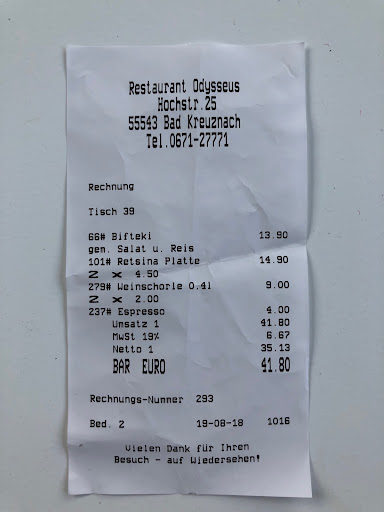 Restaurant Odysseus
Hochstr.25
55543 Bad Kreuznach
Tel.0671-27771
Rechnung
Tisch 39
66# Bifteki 13.90
gem. Salat u. Reis
101# Retsina Platte 14.90
2 x 4.50
279# Weinschorle 0,4l 9.00
2 x 2.00
237# Espresso 4.00
Umsatz 1 41.80
MwSt 19% 6.67
Netto 1 35.13
BAR EURO 41.80
Rechnungs-Nummer 293
Bed. 2 19-08-18 1016
Vielen Dank für Ihren
Besuch - auf Wiedersehen!